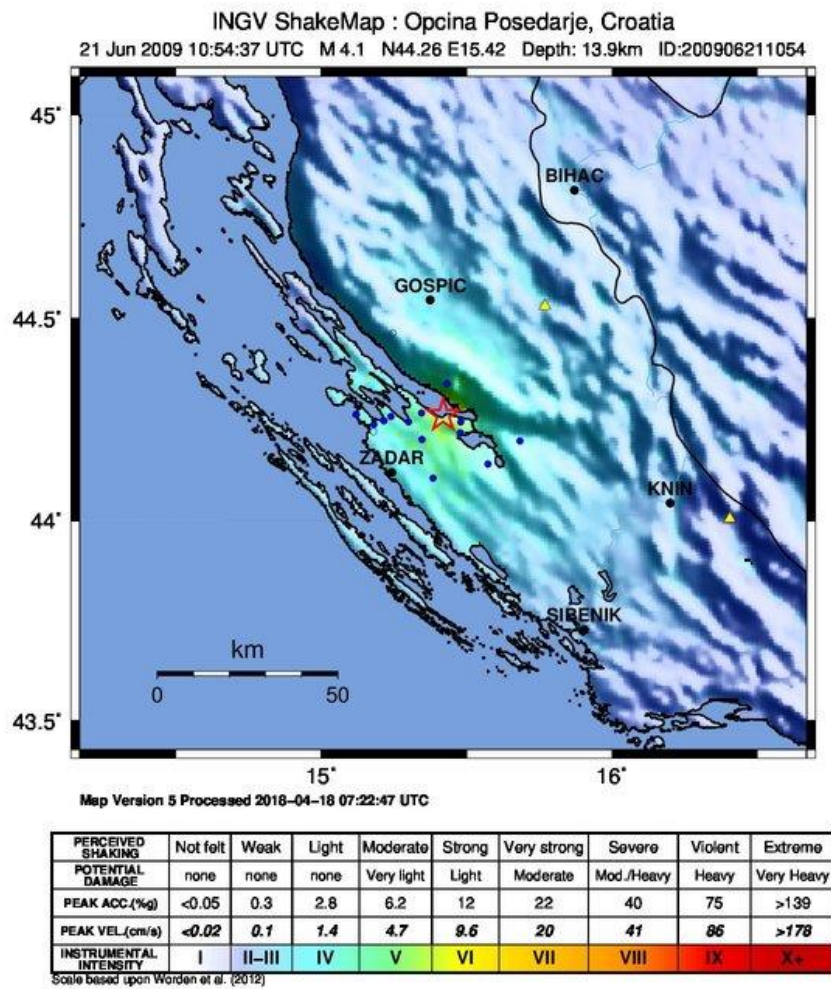 INGV ShakeMap : Opcina Posedarje, Croatia
21 Jun 2009 10:54:37 UTC M 4.1 N44.26 E15.42 Depth: 13.9km ID:200906211054
45°
BIHAC
GOSPIC
44.5°
ZADAR
KNIN
44°
SIBENIK
km
0 50
43.5°
15° 16°
Map Version 5 Processed 2018-04-18 07:22:47 UTC
PERCEIVED SHAKING Not felt Weak Light Moderate Strong Very strong Severe Violent Extreme
POTENTIAL DAMAGE none none none Very light Light Moderate Mod./Heavy Heavy Very Heavy
PEAK ACC.(%g) <0.05 0.3 2.8 6.2 12 22 40 75 >139
PEAK VEL.(cm/s) <0.02 0.1 1.4 4.7 9.6 20 41 86 >178
INSTRUMENTAL INTENSITY I II-III IV V VI VII VIII IX X+
Scale based upon Worden et al. (2012)